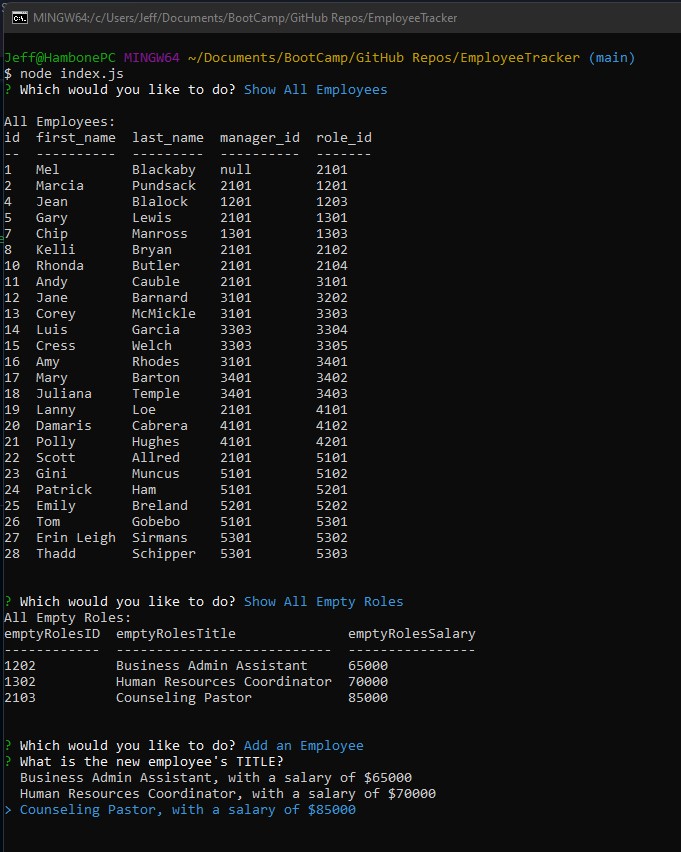 MINGW64:/c/Users/Jeff/Documents/BootCamp/GitHub Repos/EmployeeTracker
Jeff@HambonePC MINGW64 ~/Documents/BootCamp/GitHub Repos/EmployeeTracker (main)
$ node index.js
? Which would you like to do? Show All Employees
All Employees:
id  first_name  last_name  manager_id  role_id
--  ----------  ---------  ----------  -------
1   Mel         Blackaby   null        2101
2   Marcia      Pundsack   2101        1201
4   Jean        Blalock    1201        1203
5   Gary        Lewis      2101        1301
7   Chip        Manross    1301        1303
8   Kelli       Bryan      2101        2102
10  Rhonda      Butler     2101        2104
11  Andy        Cauble     2101        3101
12  Jane        Barnard    3101        3202
13  Corey       McMickle   3101        3303
14  Luis        Garcia     3303        3304
15  Cress       Welch      3303        3305
16  Amy         Rhodes     3101        3401
17  Mary        Barton     3401        3402
18  Juliana     Temple     3401        3403
19  Lanny       Loe        2101        4101
20  Damaris     Cabrera    4101        4102
21  Polly       Hughes     4101        4201
22  Scott       Allred     2101        5101
23  Gini        Muncus     5101        5102
24  Patrick     Ham        5101        5201
25  Emily       Breland    5201        5202
26  Tom         Gobebo     5101        5301
27  Erin Leigh  Sirmans    5301        5302
28  Thadd       Schipper   5301        5303
? Which would you like to do? Show All Empty Roles
All Empty Roles:
emptyRolesID  emptyRolesTitle              emptyRolesSalary
------------  ---------------------------  ----------------
1202          Business Admin Assistant     65000
1302          Human Resources Coordinator  70000
2103          Counseling Pastor            85000
? Which would you like to do? Add an Employee
? What is the new employee's TITLE?
Business Admin Assistant, with a salary of $65000
Human Resources Coordinator, with a salary of $70000
> Counseling Pastor, with a salary of $85000